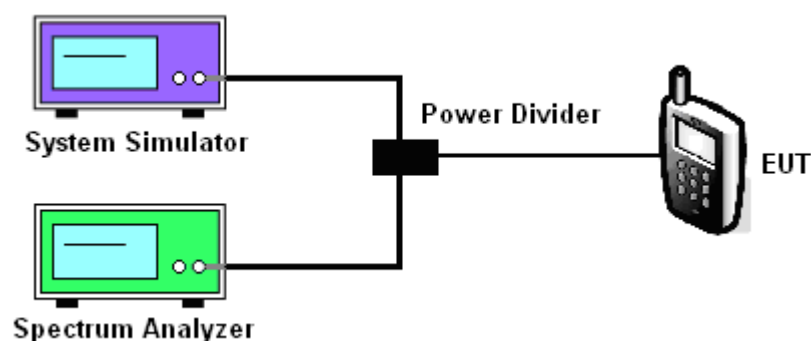 System Simulator
Power Divider
EUT
Spectrum Analyzer